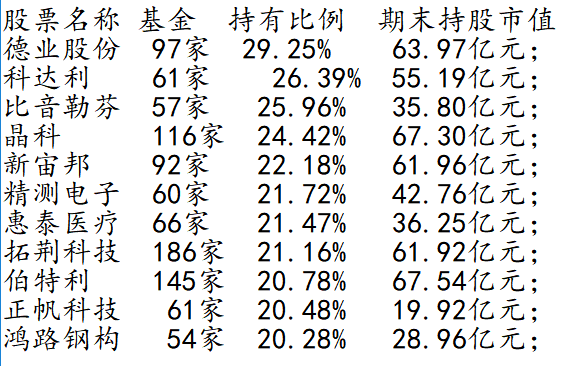 股票名称 基金 持有比例 期末持股市值
德业股份 97家 29.25% 63.97亿元;
科达利 61家 26.39% 55.19亿元;
比音勒芬 57家 25.96% 35.80亿元;
晶科 116家 24.42% 67.30亿元;
新宙邦 92家 22.18% 61.96亿元;
精测电子 60家 21.72% 42.76亿元;
惠泰医疗 66家 21.47% 36.25亿元;
拓荆科技 186家 21.16% 61.92亿元;
伯特利 145家 20.78% 67.54亿元;
正帆科技 61家 20.48% 19.92亿元;
鸿路钢构 54家 20.28% 28.96亿元;